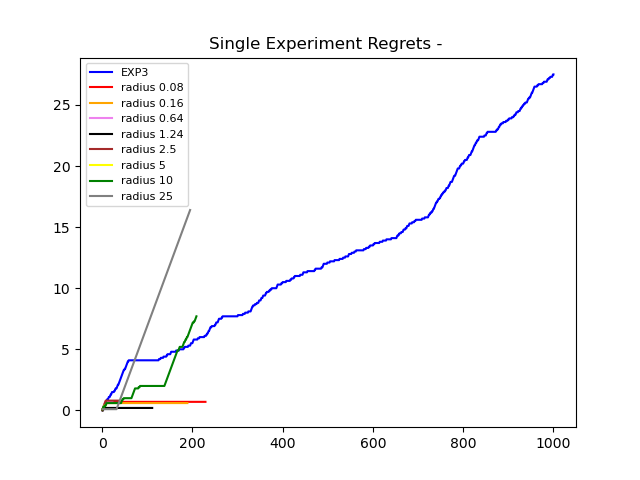 Single Experiment Regrets -
EXP3
radius 0.08
radius 0.16
radius 0.64
radius 1.24
radius 2.5
radius 5
radius 10
radius 25
25
20
15
10
5
0
0 200 400 600 800 1000